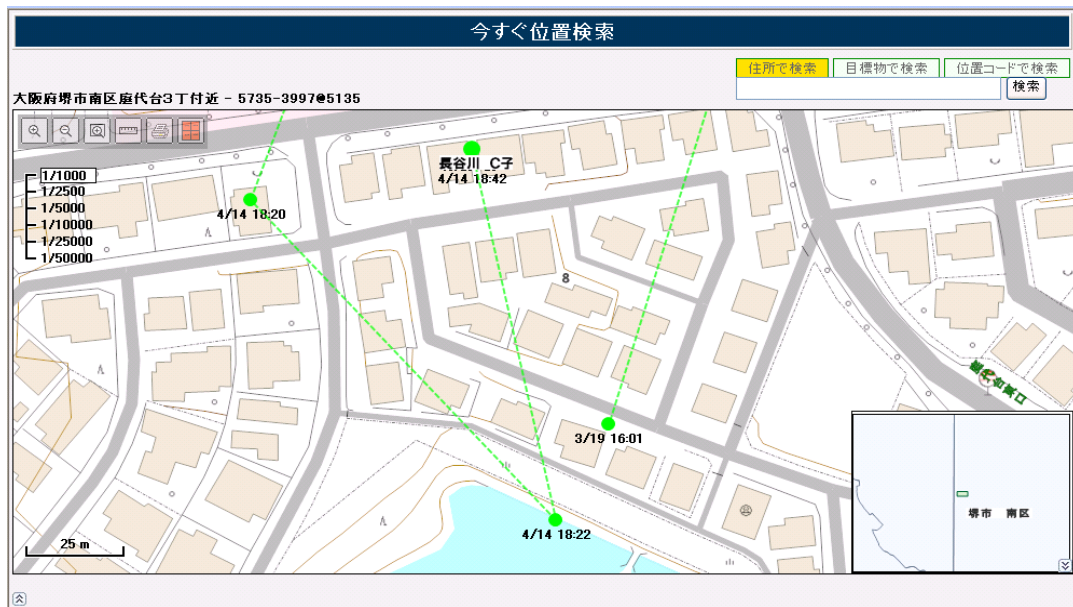 今すぐ位置検索
住所で検索
目標物で検索
位置コードで検索
検索
大阪府堺市南区庭代台3丁付近 - 5735-3997@5135
1/1000
1/2500
1/5000
1/10000
1/25000
1/50000
長谷川_C子
4/14 18:42
4/14 18:20
8
3/19 16:01
4/14 18:22
25 m
堺市 南区